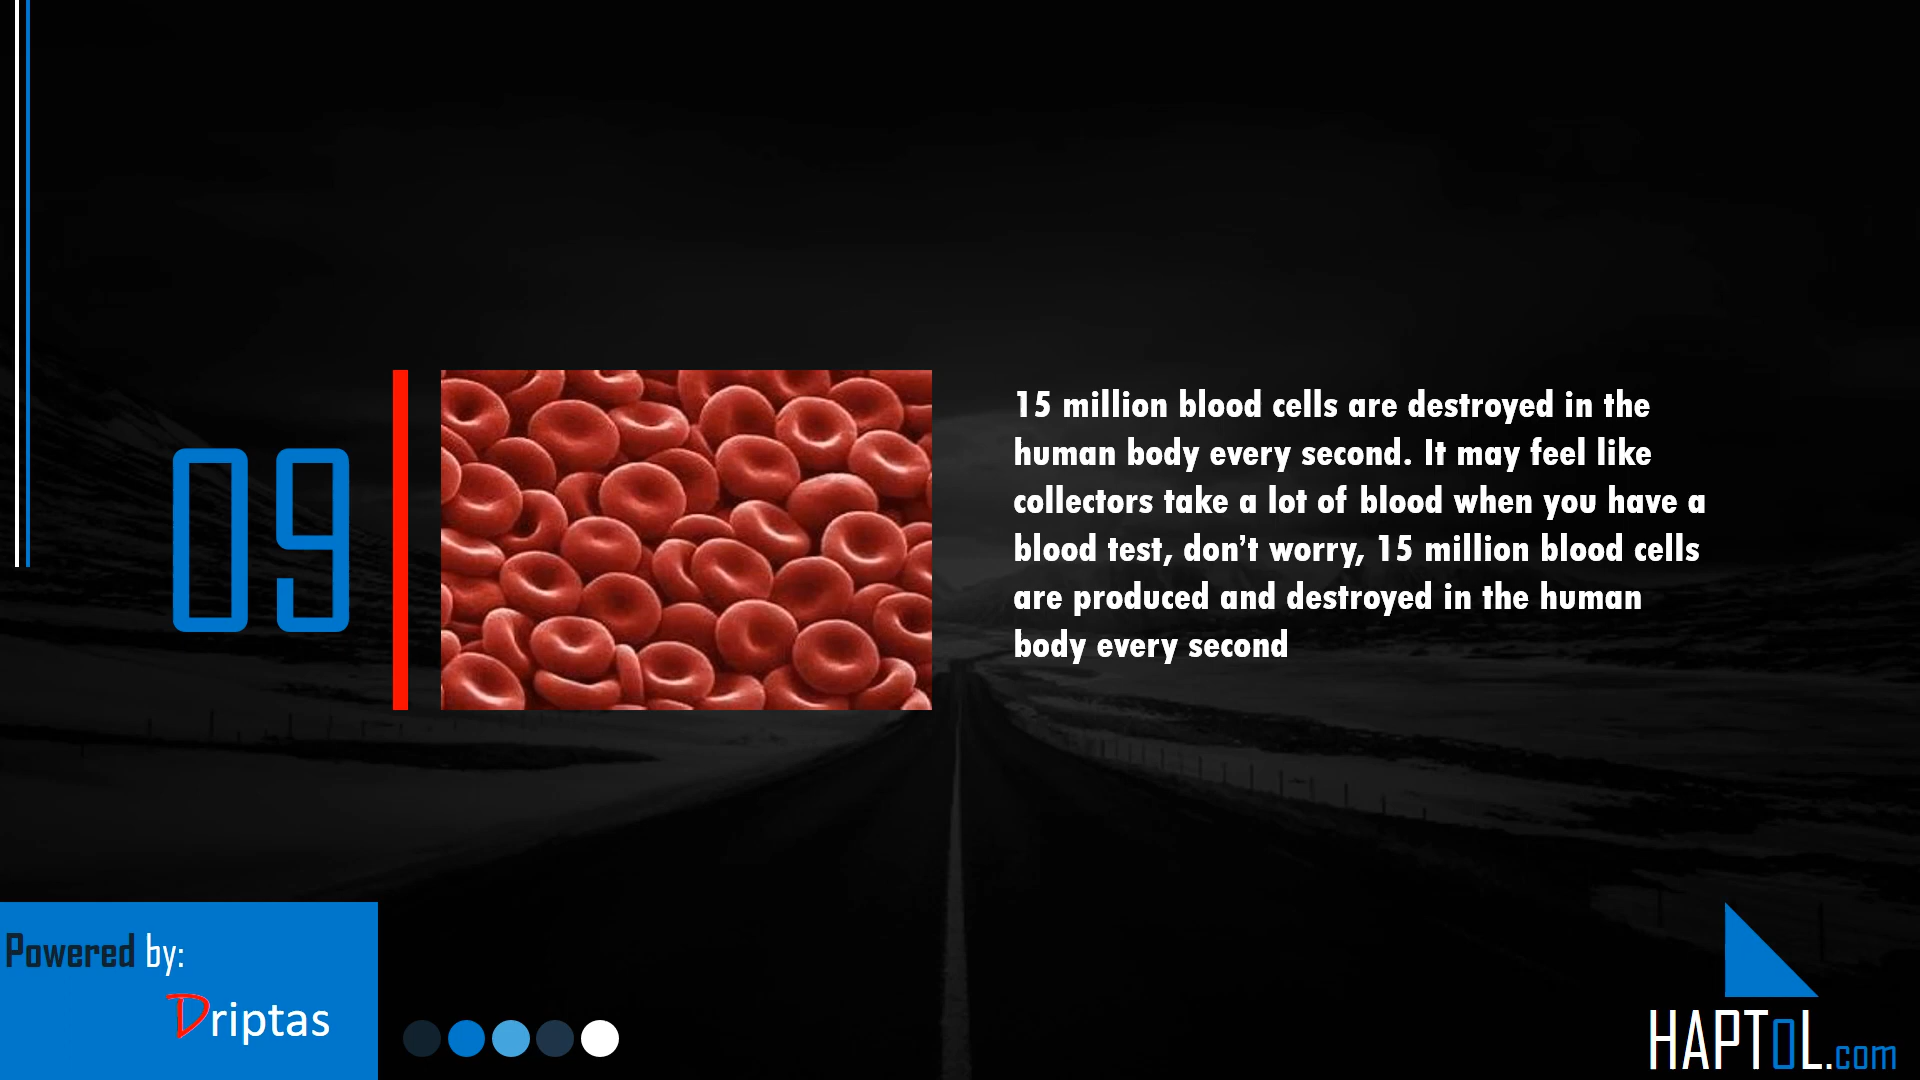 09
15 million blood cells are destroyed in the
human body every second. It may feel like
collectors take a lot of blood when you have a
blood test, don’t worry, 15 million blood cells
are produced and destroyed in the human
body every second
Powered by:
Driptas
HAPToL.com